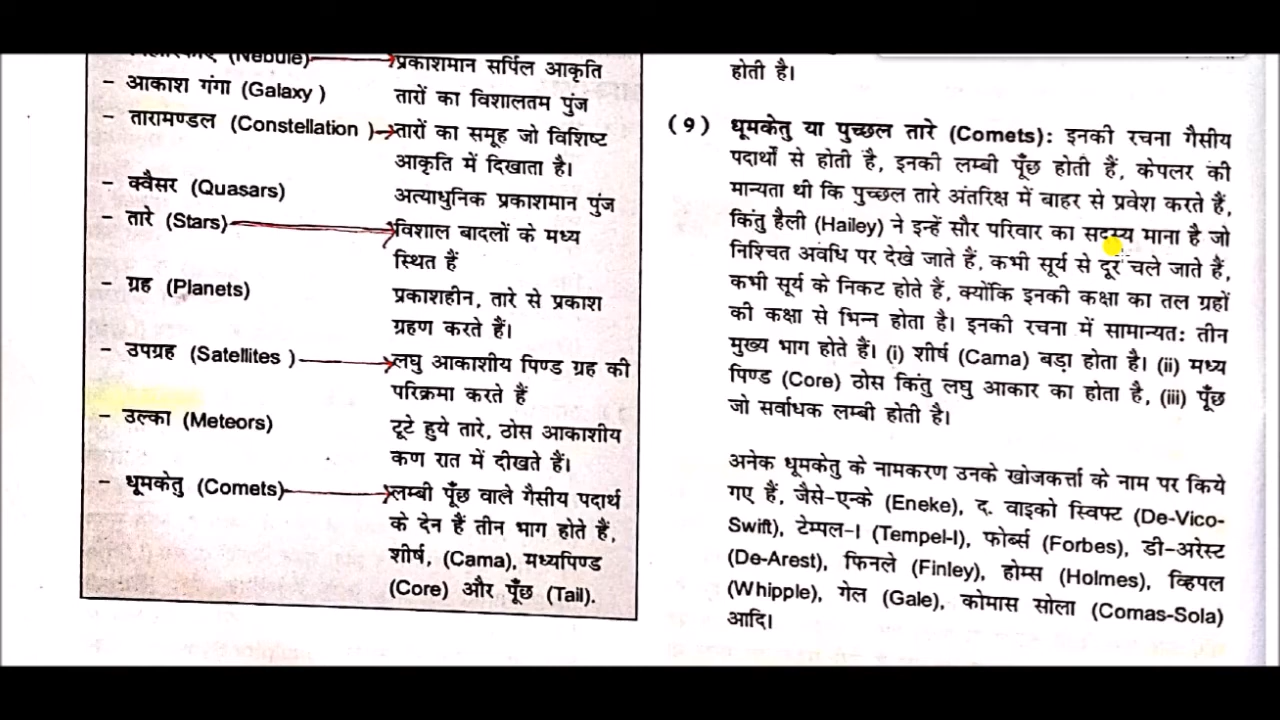 (Nebule) प्रकाशमान सर्पिल आकृति
- आकाश गंगा (Galaxy ) तारों का विशालतम पुंज
- तारामण्डल (Constellation ) तारों का समूह जो विशिष्ट
आकृति में दिखाता है।
- क्वैसर (Quasars) अत्याधुनिक प्रकाशमान पुंज
- तारे (Stars) विशाल बादलों के मध्य
स्थित हैं
- ग्रह (Planets) प्रकाशहीन, तारे से प्रकाश
ग्रहण करते हैं।
- उपग्रह (Satellites ) लघु आकाशीय पिण्ड ग्रह की
परिक्रमा करते हैं
- उल्का (Meteors) टूटे हुये तारे, ठोस आकाशीय
कण रात में दीखते हैं।
- धूमकेतु (Comets) लम्बी पूँछ वाले गैसीय पदार्थ
के देन हैं तीन भाग होते हैं,
शीर्ष, (Cama), मध्यपिण्ड
(Core) और पूँछ (Tail).
होती है।
(9) धूमकेतु या पुच्छल तारे (Comets): इनकी रचना गैसीय
पदार्थों से होती है, इनकी लम्बी पूँछ होती हैं, केपलर की
मान्यता थी कि पुच्छल तारे अंतरिक्ष में बाहर से प्रवेश करते हैं,
किंतु हैली (Hailey) ने इन्हें सौर परिवार का सदस्य माना है जो
निश्चित अवधि पर देखे जाते हैं, कभी सूर्य से दूर चले जाते हैं,
कभी सूर्य के निकट होते हैं, क्योंकि इनकी कक्षा का तल ग्रहों
की कक्षा से भिन्न होता है। इनकी रचना में सामान्यतः तीन
मुख्य भाग होते हैं। (i) शीर्ष (Cama) बड़ा होता है। (ii) मध्य
पिण्ड (Core) ठोस किंतु लघु आकार का होता है, (iii) पूँछ
जो सर्वाधक लम्बी होती है।
अनेक धूमकेतु के नामकरण उनके खोजकर्त्ता के नाम पर किये
गए हैं, जैसे-एन्के (Eneke), द. वाइको स्विफ्ट (De-Vico-
Swift), टेम्पल-I (Tempel-I), फोर्ब्स (Forbes), डी-अरेस्ट
(De-Arest), फिनले (Finley), होम्स (Holmes), व्हिपल
(Whipple), गेल (Gale), कोमास सोला (Comas-Sola)
आदि।